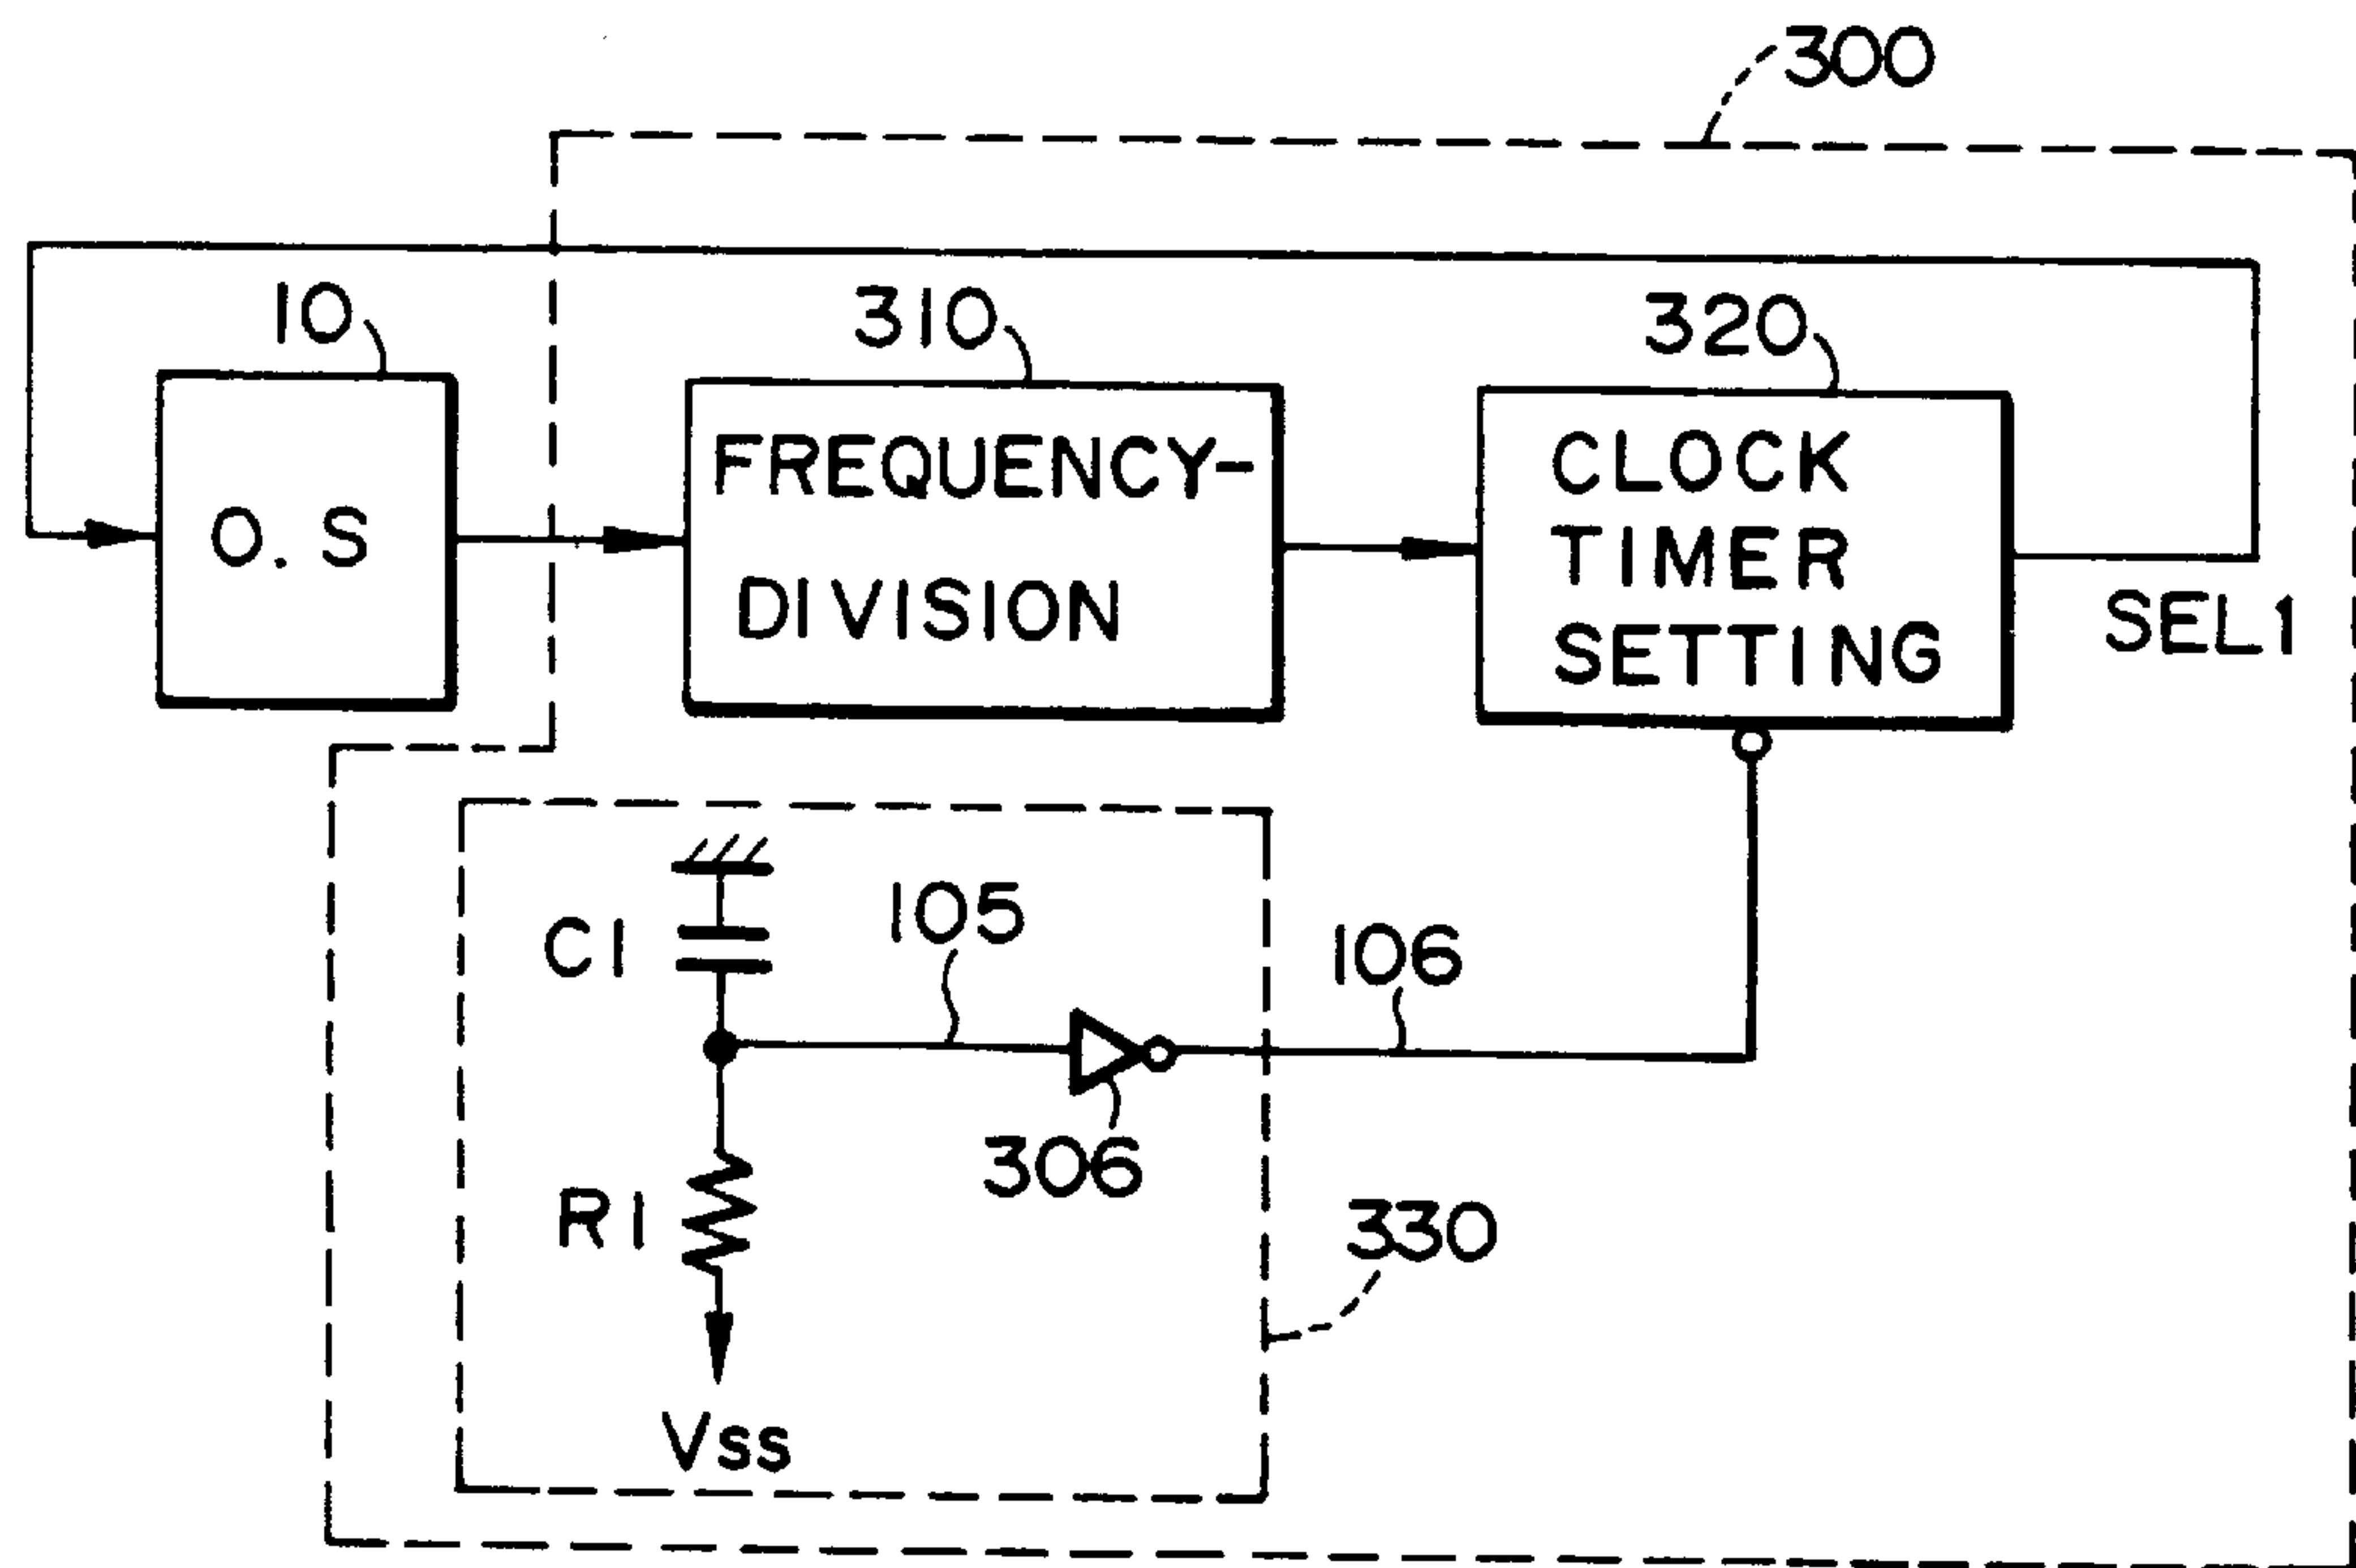 300
10
310
320
O.S
FREQUENCY-
DIVISION
CLOCK
TIMER
SETTING
SEL1
C1
105
106
306
R1
330
Vss